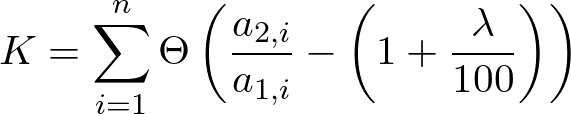 $K = \sum_{i=1}^{n} \Theta \left( \frac{a_{2,i}}{a_{1,i}} - \left( 1 + \frac{\lambda}{100} \right) \right)$